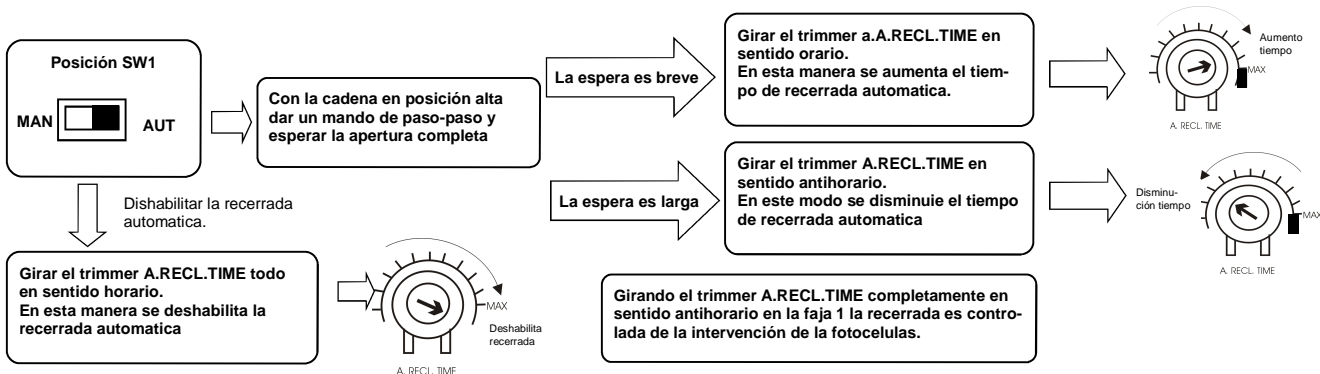 Posición SW1
MAN
AUT
Con la cadena en posición alta
dar un mando de paso-paso y
esperar la apertura completa
La espera es breve
Girar el trimmer a.A.RECL.TIME en
sentido orario.
En esta manera se aumenta el tiem-
po de recerrada automatica.
Aumento
tiempo
MAX
A. RECL. TIME
La espera es larga
Girar el trimmer A.RECL.TIME en
sentido antihorario.
En este modo se disminuie el tiempo
de recerrada automatica
Disminu-
ción tiempo
MAX
A. RECL. TIME
Dishabilitar la recerrada
automatica.
Girar el trimmer A.RECL.TIME todo
en sentido horario.
En esta manera se deshabilita la
recerrada automatica
MAX
Deshabilita
recerrada
A. RECL. TIME
Girando el trimmer A.RECL.TIME completamente en
sentido antihorario en la faja 1 la recerrada es contro-
lada de la intervención de la fotocelulas.